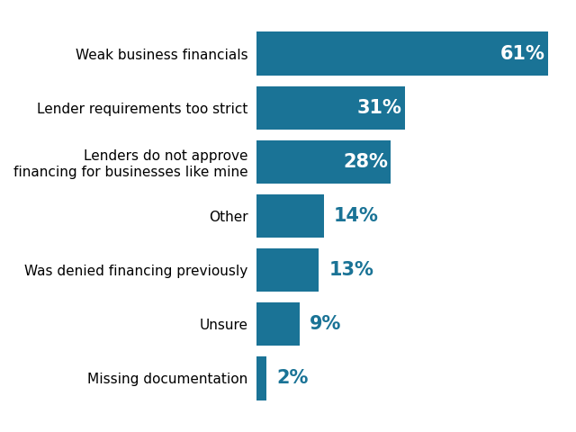 Weak business financials 61%
Lender requirements too strict 31%
Lenders do not approve
financing for businesses like mine 28%
Other 14%
Was denied financing previously 13%
Unsure 9%
Missing documentation 2%